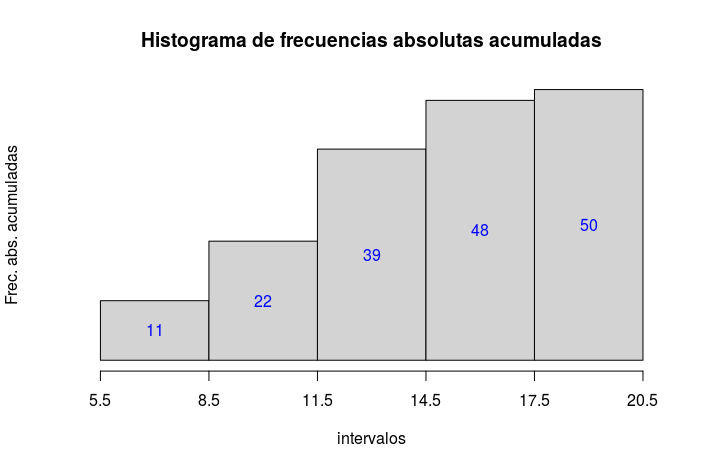 Histograma de frecuencias absolutas acumuladas
Frec. abs. acumuladas
11
22
39
48
50
5.5 8.5 11.5 14.5 17.5 20.5
intervalos